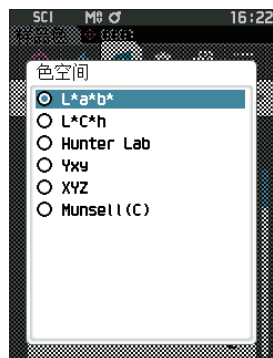 SCI M♂ 16:22
色空间
L*a*b*
L*C*h
Hunter Lab
Yxy
XYZ
Munsell(C)